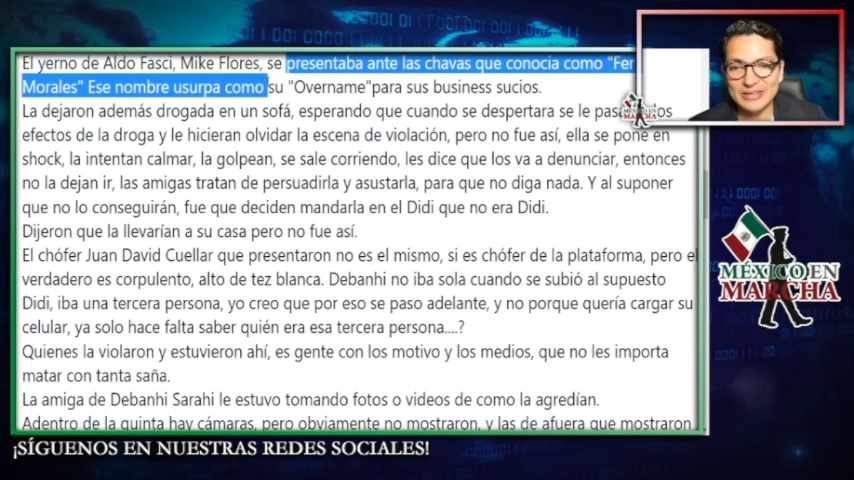 El yerno de Aldo Fasci, Mike Flores, se presentaba ante las chavas que conocia como "Fer
Morales" Ese nombre usurpa como su "Overname"para sus business sucios.
La dejaron además drogada en un sofá, esperando que cuando se despertara se le
efectos de la droga y le hicieran olvidar la escena de violación, pero no fue así, ella se pone en
shock, la intentan calmar, la golpean, se sale corriendo, les dice que los va a denunciar, entonces
no la dejan ir, las amigas tratan de persuadirla y asustarla, para que no diga nada. Y al suponer
que no lo conseguirán, fue que deciden mandarla en el Didi que no era Didi.
Dijeron que la llevarían a su casa pero no fue así.
El chófer Juan David Cuellar que presentaron no es el mismo, si es chófer de la plataforma, pero el
verdadero es corpulento, alto de tez blanca. Debanhi no iba sola cuando se subió al supuesto
Didi, iba una tercera persona, yo creo que por eso se paso adelante, y no porque quería cargar su
celular, ya solo hace falta saber quién era esa tercera persona....?
Quienes la violaron y estuvieron ahí, es gente con los motivo y los medios, que no les importa
matar con tanta saña.
La amiga de Debanhi Sarahi le estuvo tomando fotos o videos de como la agredían.
Adentro de la quinta hay cámaras, pero obviamente no mostraron, y las de afuera que mostraron
MÉXICO EN
MARCHA
MÉXICO EN
MARCHA
¡SÍGUENOS EN NUESTRAS REDES SOCIALES!